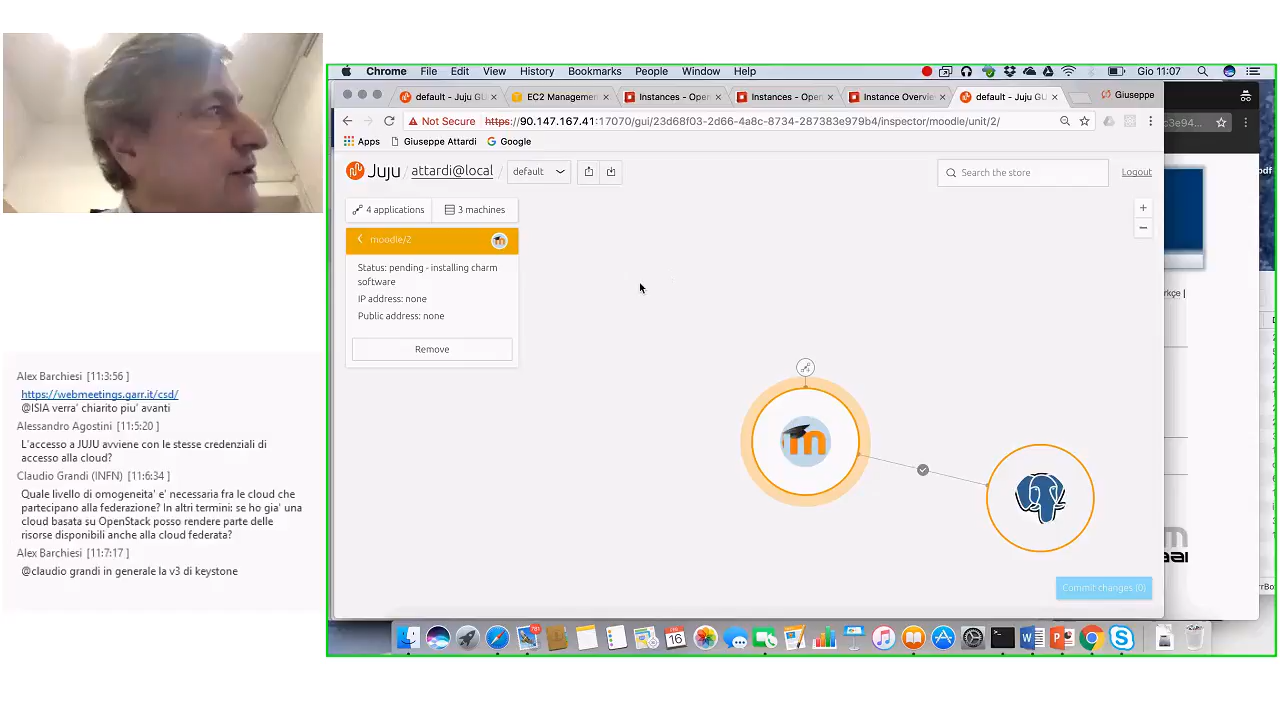 Chrome File Edit View History Bookmarks People Window Help Gio 11:07
default - Juju GU EC2 Managemen Instances - Open Instances - Open Instance Overvie default - Juju GU Giuseppe
Not Secure https://90.147.167.41:17070/gui/23d68f03-2d66-4a8c-8734-287383e979b4/inspector/moodle/unit/2/
c3e94...
Apps Giuseppe Attardi Google
Juju / attardi@local default Search the store Logout
4 applications 3 machines
moodle/2
Status: pending - installing charm
software
IP address: none
Public address: none
Remove
Commit changes (0)
rkçe |
pdf
m
aai
Alex Barchiesi [11:3:56 ]
https://webmeetings.garr.it/csd/
@ISIA verra' chiarito piu' avanti
Alessandro Agostini [11:5:20 ]
L'accesso a JUJU avviene con le stesse credenziali di
accesso alla cloud?
Claudio Grandi (INFN) [11:6:34 ]
Quale livello di omogeneita' e' necessaria fra le cloud che
partecipano alla federazione? In altri termini: se ho gia' una
cloud basata su OpenStack posso rendere parte delle
risorse disponibili anche alla cloud federata?
Alex Barchiesi [11:7:17 ]
@claudio grandi in generale la v3 di keystone